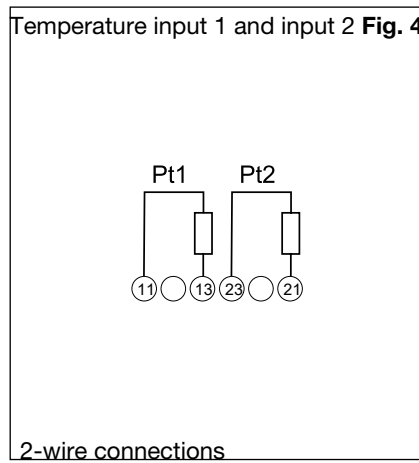 Temperature input 1 and input 2 Fig. 4
Pt1 Pt2
11 13 23 21
2-wire connections